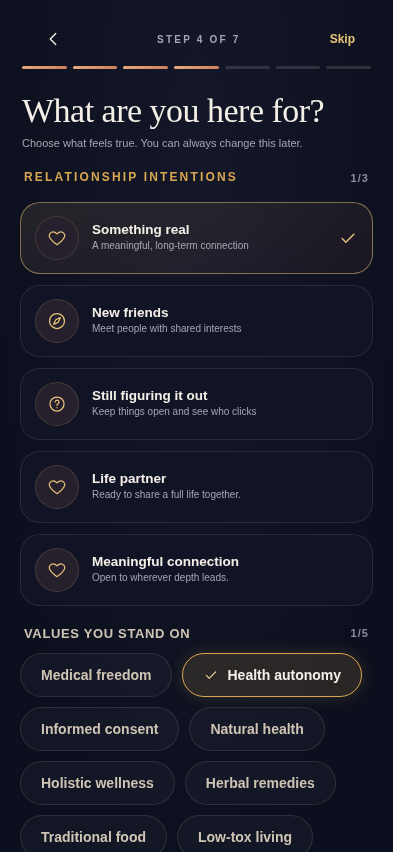 STEP 4 OF 7
Skip
What are you here for?
Choose what feels true. You can always change this later.
RELATIONSHIP INTENTIONS
1/3
Something real
A meaningful, long-term connection
New friends
Meet people with shared interests
Still figuring it out
Keep things open and see who clicks
Life partner
Ready to share a full life together.
Meaningful connection
Open to wherever depth leads.
VALUES YOU STAND ON
1/5
Medical freedom
Health autonomy
Informed consent
Natural health
Holistic wellness
Herbal remedies
Traditional food
Low-tox living